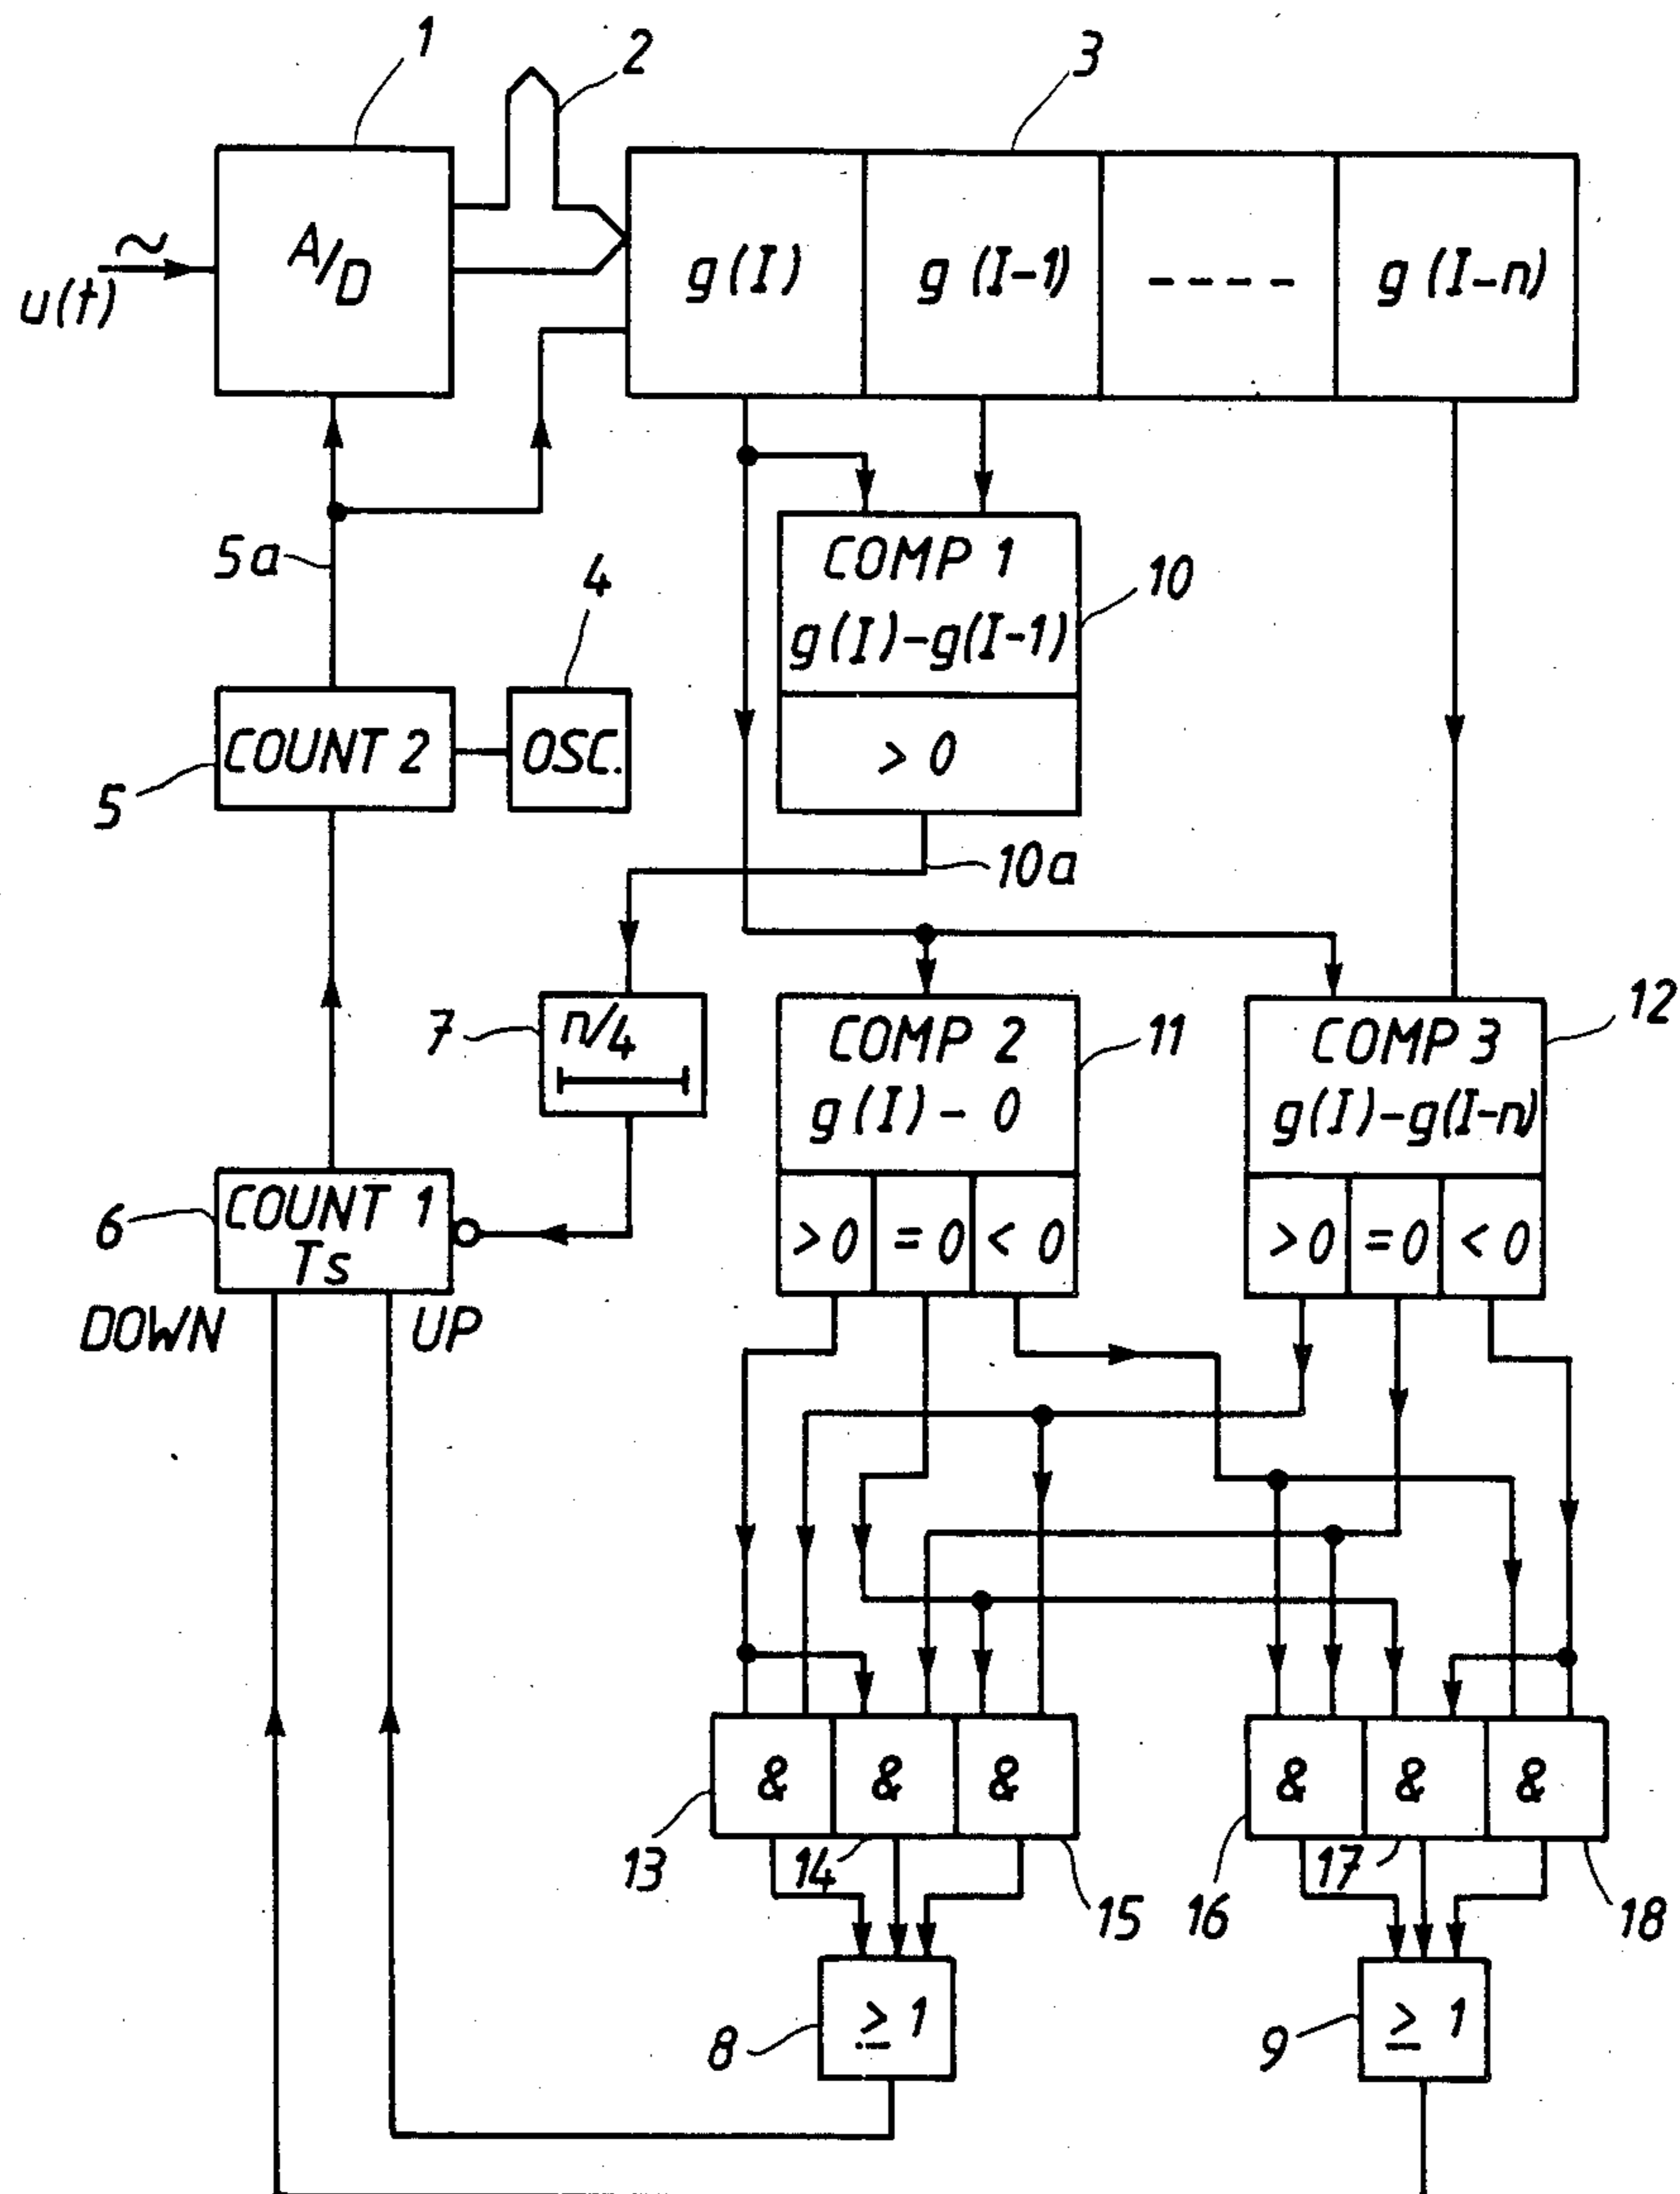 1
2
3
~
u(t)
A/D
g(I)
g(I-1)
----
g(I-n)
5a
4
COMP 1
g(I)-g(I-1)
10
> 0
COUNT 2
OSC.
5
10a
7
n/4
COMP 2
g(I)-0
11
COMP 3
g(I)-g(I-n)
12
6
COUNT 1
Ts
>0
=0
< 0
>0
=0
< 0
DOWN
UP
&
&
&
&
&
&
13
14
15
16
17
18
8
≥ 1
9
≥ 1